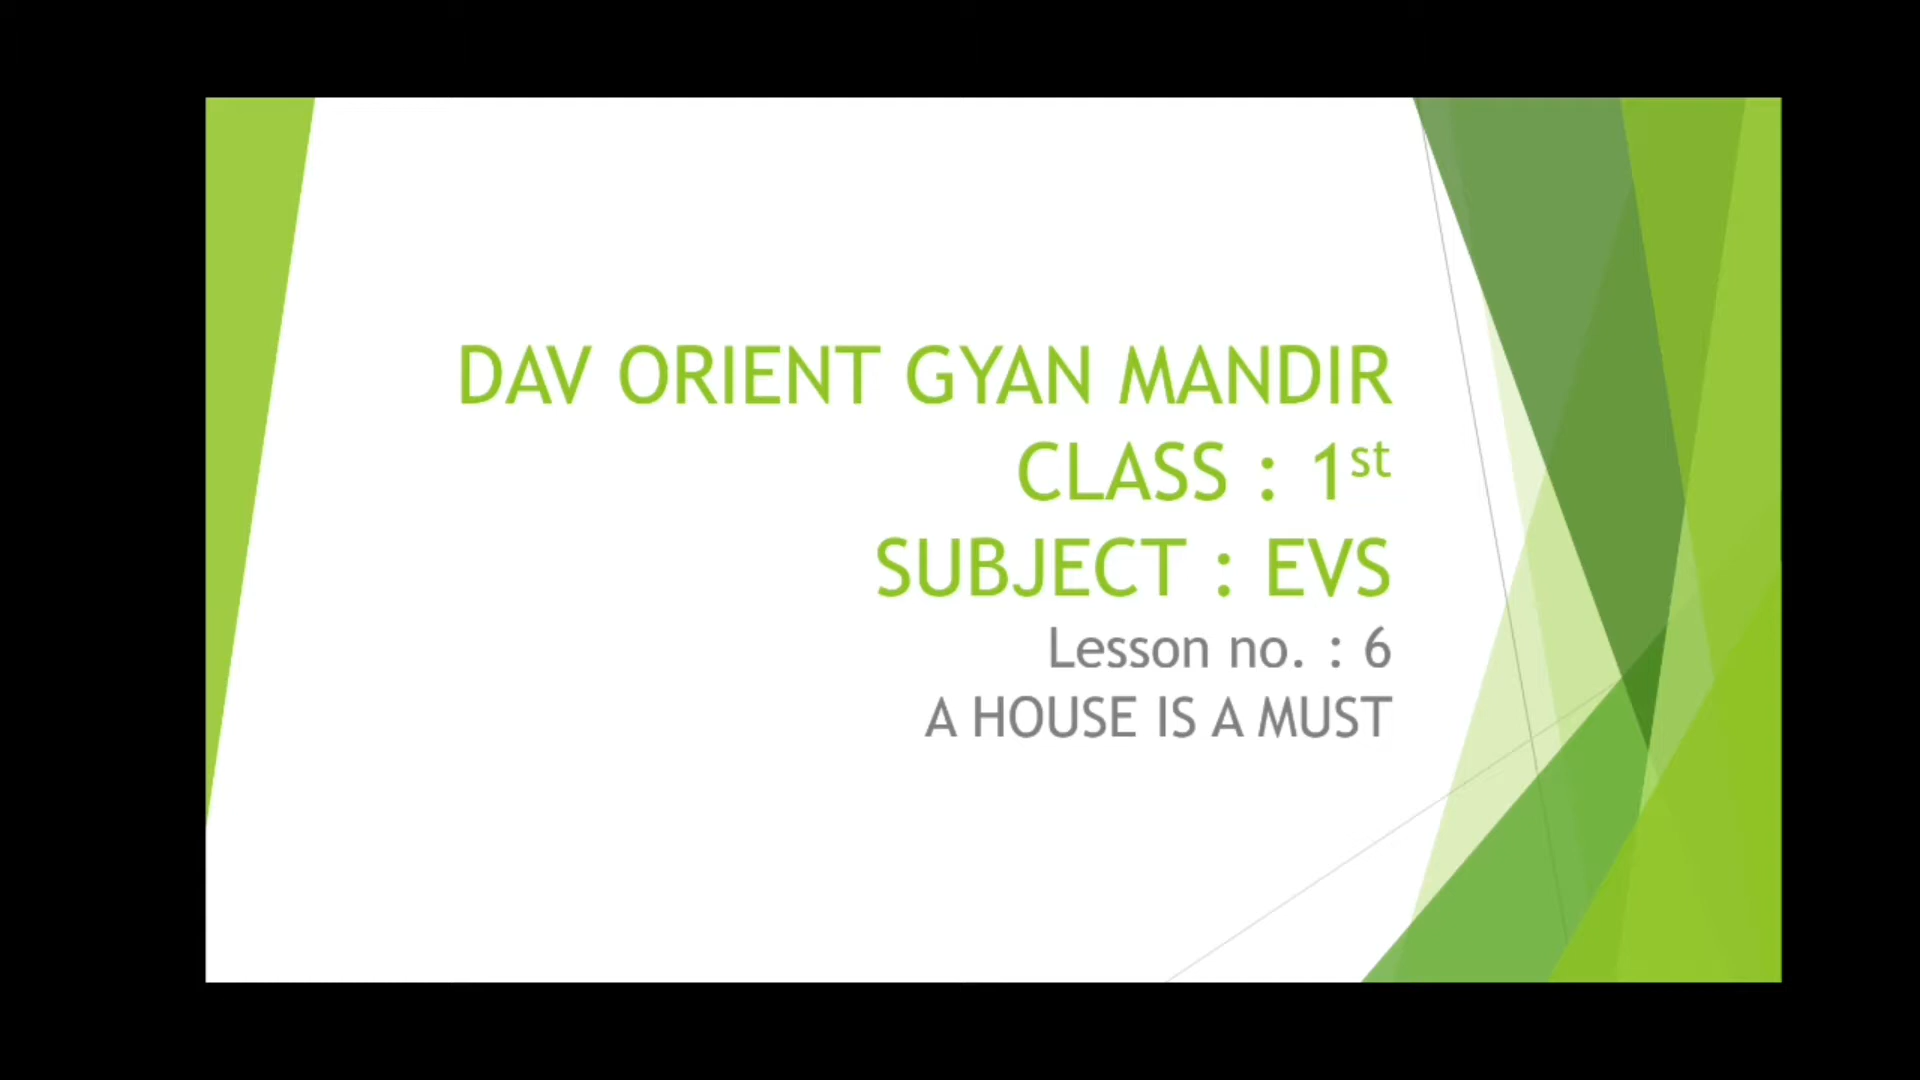 DAV ORIENT GYAN MANDIR
CLASS : 1st
SUBJECT : EVS
Lesson no. : 6
A HOUSE IS A MUST